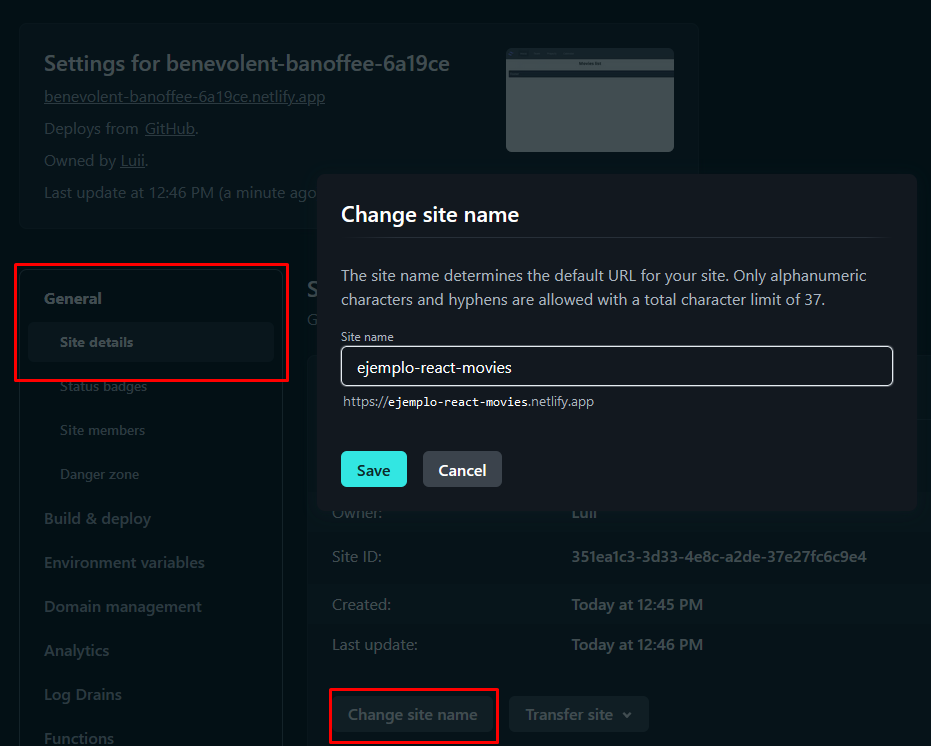 Settings for benevolent-banoffee-6a19ce
benevolent-banoffee-6a19ce.netlify.app
Deploys from GitHub.
Owned by Luii.
Last update at 12:46 PM (a minute ago
Change site name
The site name determines the default URL for your site. Only alphanumeric
characters and hyphens are allowed with a total character limit of 37.
Site name
ejemplo-react-movies
https://ejemplo-react-movies.netlify.app
Save
Cancel
General
Site details
Status badges
Site members
Danger zone
Build & deploy
Environment variables
Domain management
Analytics
Log Drains
Functions
S
G
Owner: Luii
Site ID: 351ea1c3-3d33-4e8c-a2de-37e27fc6c9e4
Created: Today at 12:45 PM
Last update: Today at 12:46 PM
Change site name
Transfer site